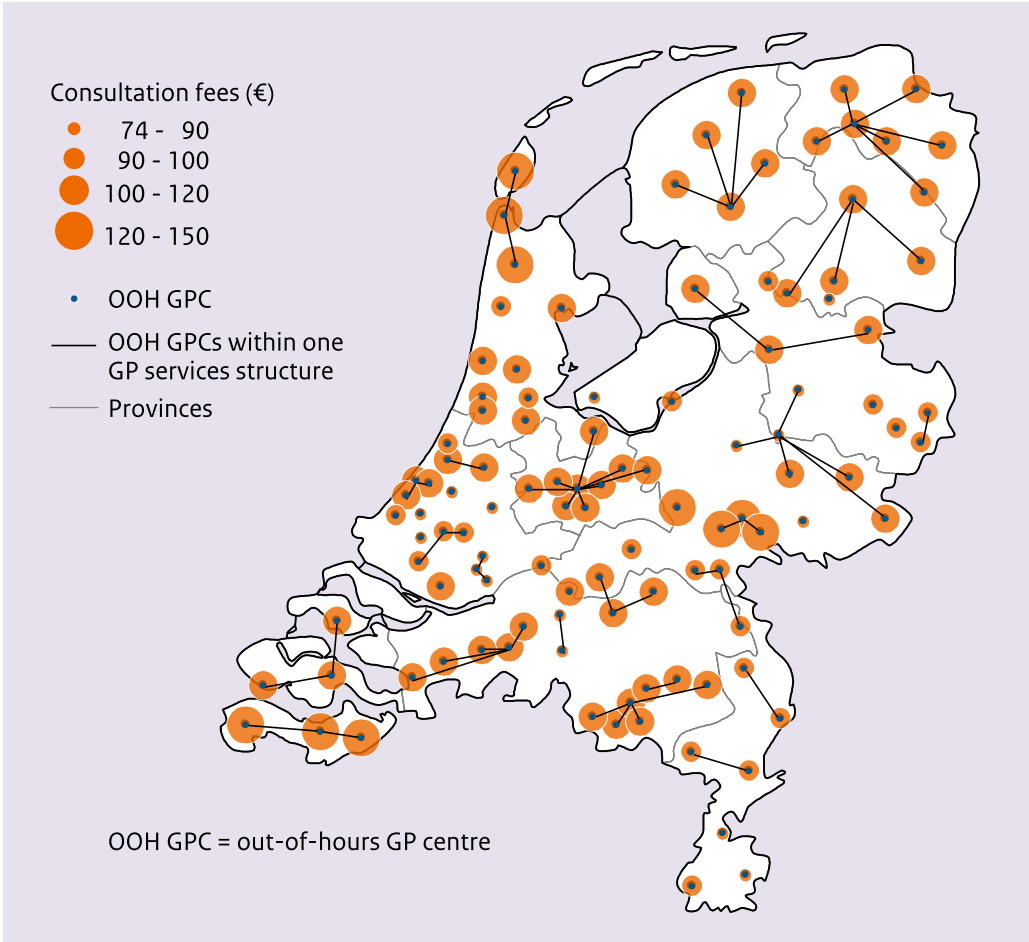 Consultation fees (€)
74 - 90
90 - 100
100 - 120
120 - 150
OOH GPC
OOH GPCs within one
GP services structure
Provinces
OOH GPC = out-of-hours GP centre